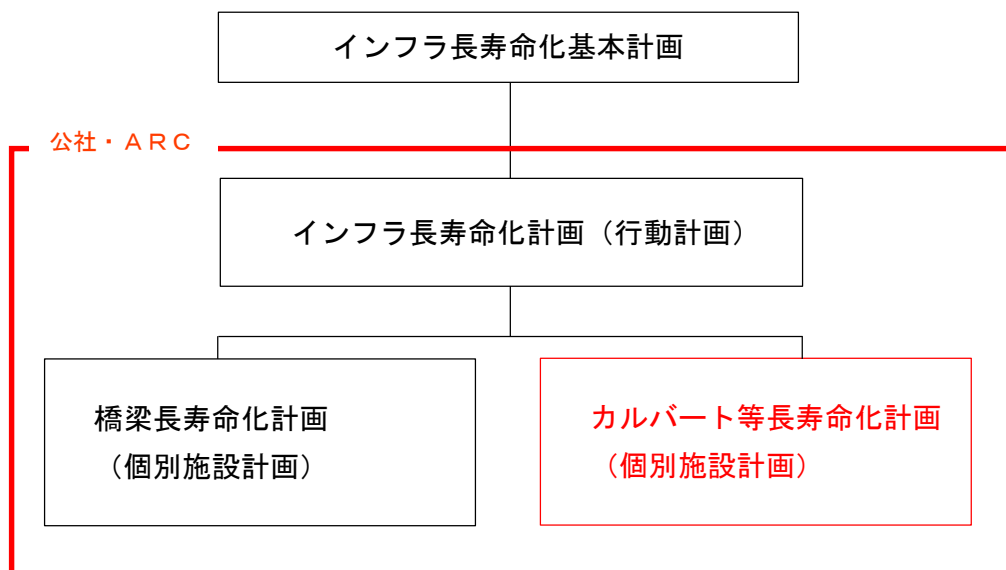 インフラ長寿命化基本計画
公社・ＡＲＣ
インフラ長寿命化計画（行動計画）
橋梁長寿命化計画
（個別施設計画）
カルバート等長寿命化計画
（個別施設計画）